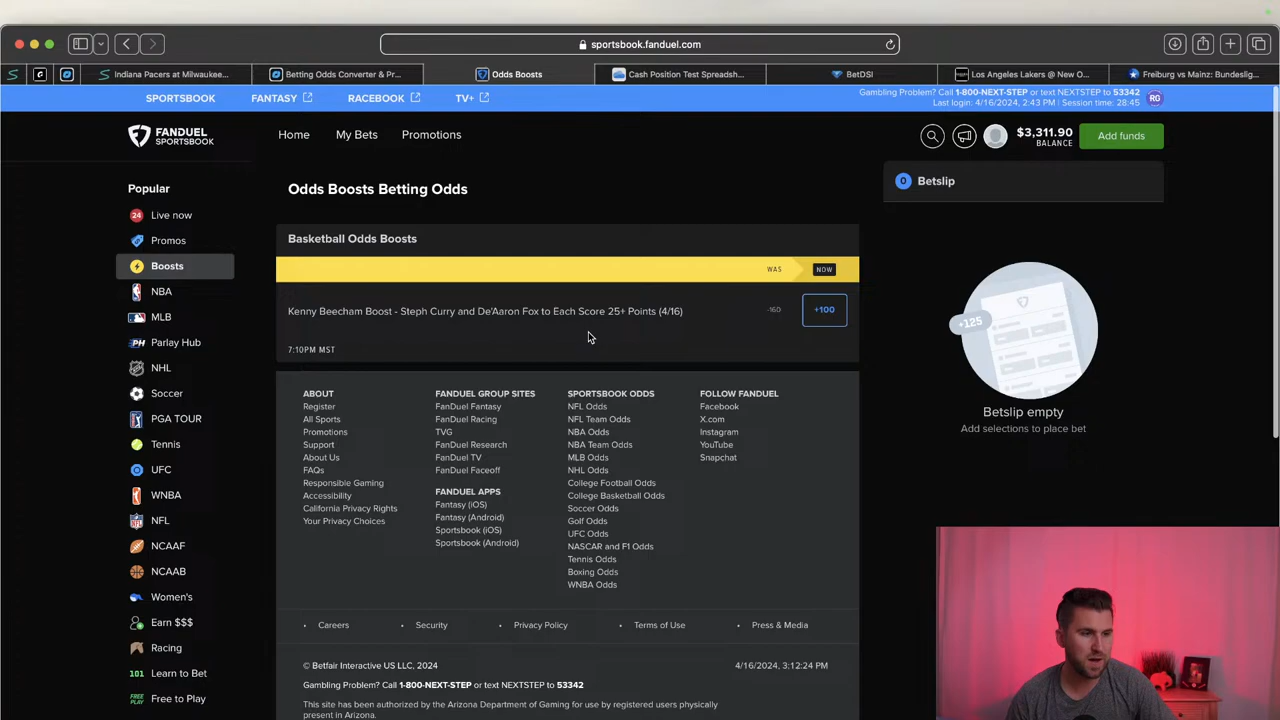 sportsbook.fanduel.com
Indiana Pacers at Milwaukee...
Betting Odds Converter & Pr...
Odds Boosts
Cash Position Test Spreadsh...
BetDSI
Los Angeles Lakers @ New O...
Freiburg vs Mainz: Bundeslig...
SPORTSBOOK
FANTASY
RACEBOOK
TV+
Gambling Problem? Call 1-800-NEXT-STEP or text NEXTSTEP to 53342
Last login: 4/16/2024, 2:43 PM | Session time: 28:45
RG
FANDUEL
SPORTSBOOK
Home
My Bets
Promotions
$3,311.90
BALANCE
Add funds
Popular
24 Live now
Promos
Boosts
NBA
MLB
Parlay Hub
NHL
Soccer
PGA TOUR
Tennis
UFC
WNBA
NFL
NCAAF
NCAAB
Women's
Earn $$$
Racing
101 Learn to Bet
FREE PLAY Free to Play
Odds Boosts Betting Odds
Basketball Odds Boosts
WAS
NOW
Kenny Beecham Boost - Steph Curry and De'Aaron Fox to Each Score 25+ Points (4/16)
-160
+100
7:10PM MST
ABOUT
Register
All Sports
Promotions
Support
About Us
FAQs
Responsible Gaming
Accessibility
California Privacy Rights
Your Privacy Choices
FANDUEL GROUP SITES
FanDuel Fantasy
FanDuel Racing
TVG
FanDuel Research
FanDuel TV
FanDuel Faceoff
FANDUEL APPS
Fantasy (iOS)
Fantasy (Android)
Sportsbook (iOS)
Sportsbook (Android)
SPORTSBOOK ODDS
NFL Odds
NFL Team Odds
NBA Odds
NBA Team Odds
MLB Odds
NHL Odds
College Football Odds
College Basketball Odds
Soccer Odds
Golf Odds
UFC Odds
NASCAR and F1 Odds
Tennis Odds
Boxing Odds
WNBA Odds
FOLLOW FANDUEL
Facebook
X.com
Instagram
YouTube
Snapchat
Careers
Security
Privacy Policy
Terms of Use
Press & Media
© Betfair Interactive US LLC, 2024
4/16/2024, 3:12:24 PM
Gambling Problem? Call 1-800-NEXT-STEP or text NEXTSTEP to 53342
This site has been authorized by the Arizona Department of Gaming for use by registered users physically
present in Arizona.
0 Betslip
+125
Betslip empty
Add selections to place bet